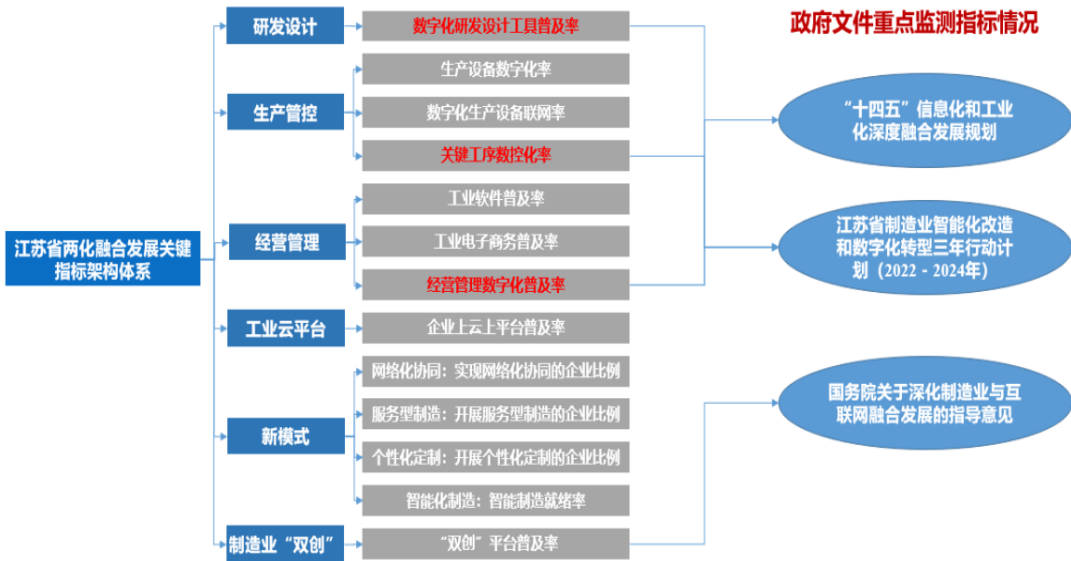 政府文件重点监测指标情况
江苏省两化融合发展关键
指标架构体系
研发设计
数字化研发设计工具普及率
生产管控
生产设备数字化率
数字化生产设备联网率
关键工序数控化率
经营管理
工业软件普及率
工业电子商务普及率
经营管理数字化普及率
工业云平台
企业上云上平台普及率
新模式
网络化协同：实现网络化协同的企业比例
服务型制造：开展服务型制造的企业比例
个性化定制：开展个性化定制的企业比例
智能化制造：智能制造就绪率
制造业“双创”
“双创”平台普及率
“十四五”信息化和工业
化深度融合发展规划
江苏省制造业智能化改造
和数字化转型三年行动计
划（2022 - 2024年）
国务院关于深化制造业与互
联网融合发展的指导意见